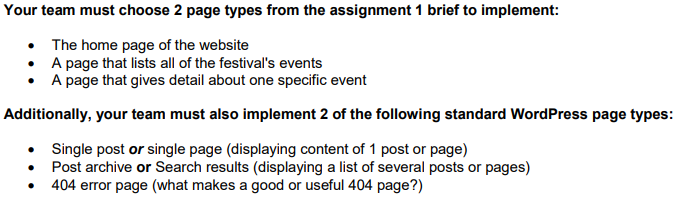 Your team must choose 2 page types from the assignment 1 brief to implement:
• The home page of the website
• A page that lists all of the festival's events
• A page that gives detail about one specific event
Additionally, your team must also implement 2 of the following standard WordPress page types:
• Single post or single page (displaying content of 1 post or page)
• Post archive or Search results (displaying a list of several posts or pages)
• 404 error page (what makes a good or useful 404 page?)